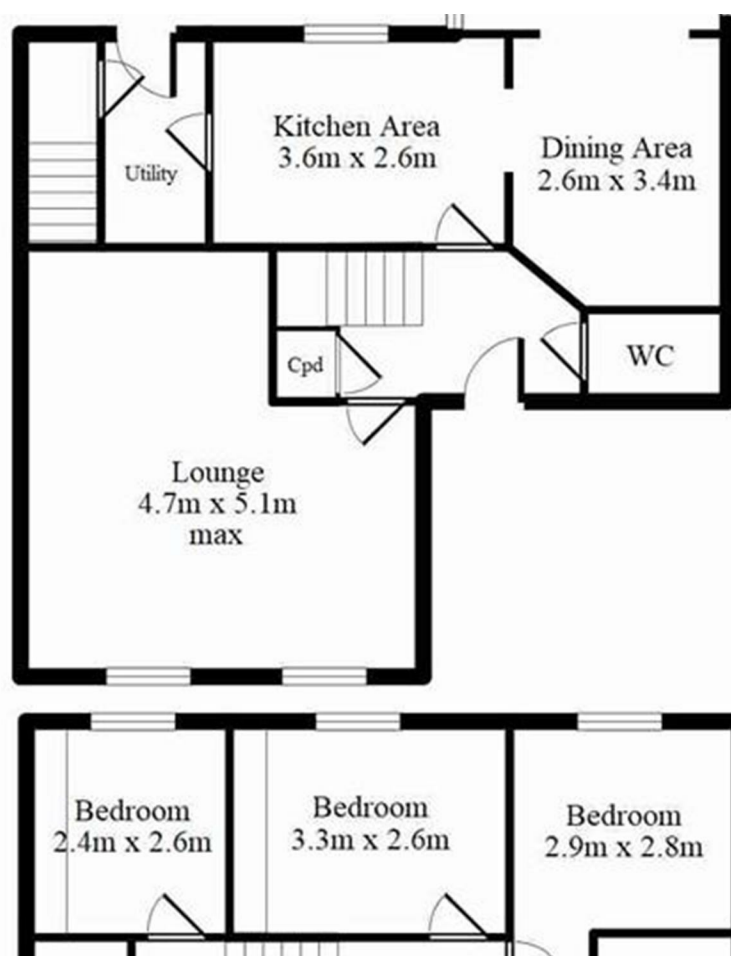 Kitchen Area
3.6m x 2.6m
Dining Area
2.6m x 3.4m
Utility
Cpd
WC
Lounge
4.7m x 5.1m
max
Bedroom
2.4m x 2.6m
Bedroom
3.3m x 2.6m
Bedroom
2.9m x 2.8m